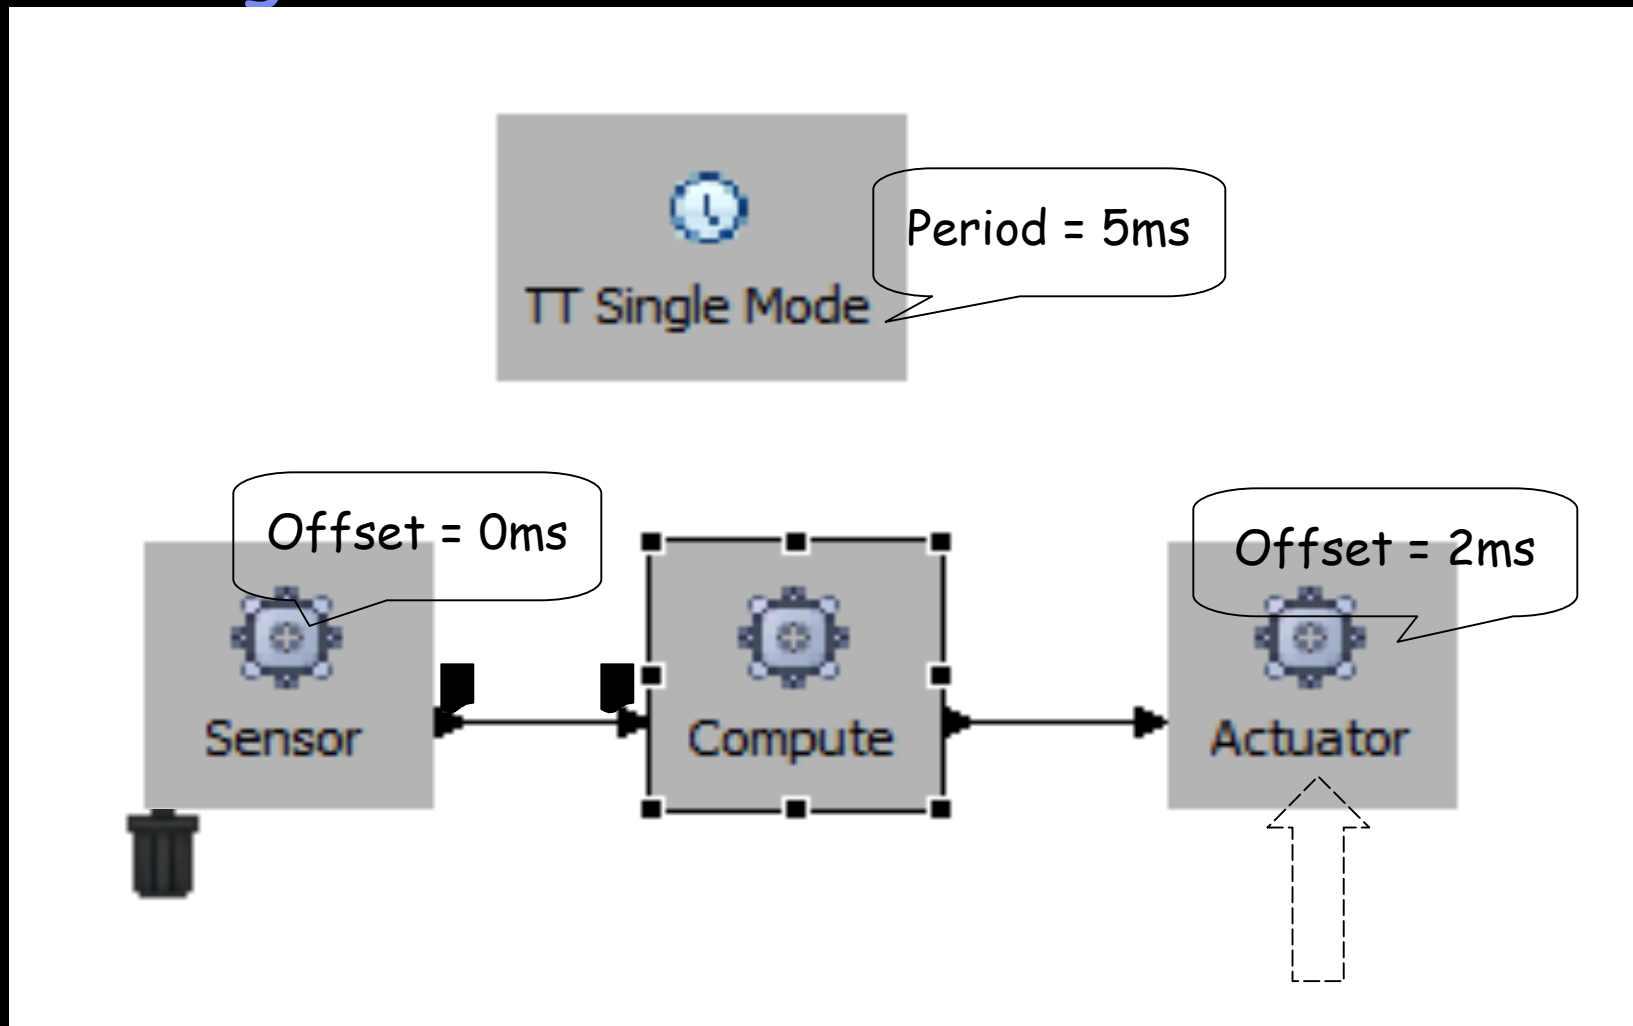 Period = 5ms
TT Single Mode
Offset = 0ms
Offset = 2ms
Sensor
Compute
Actuator